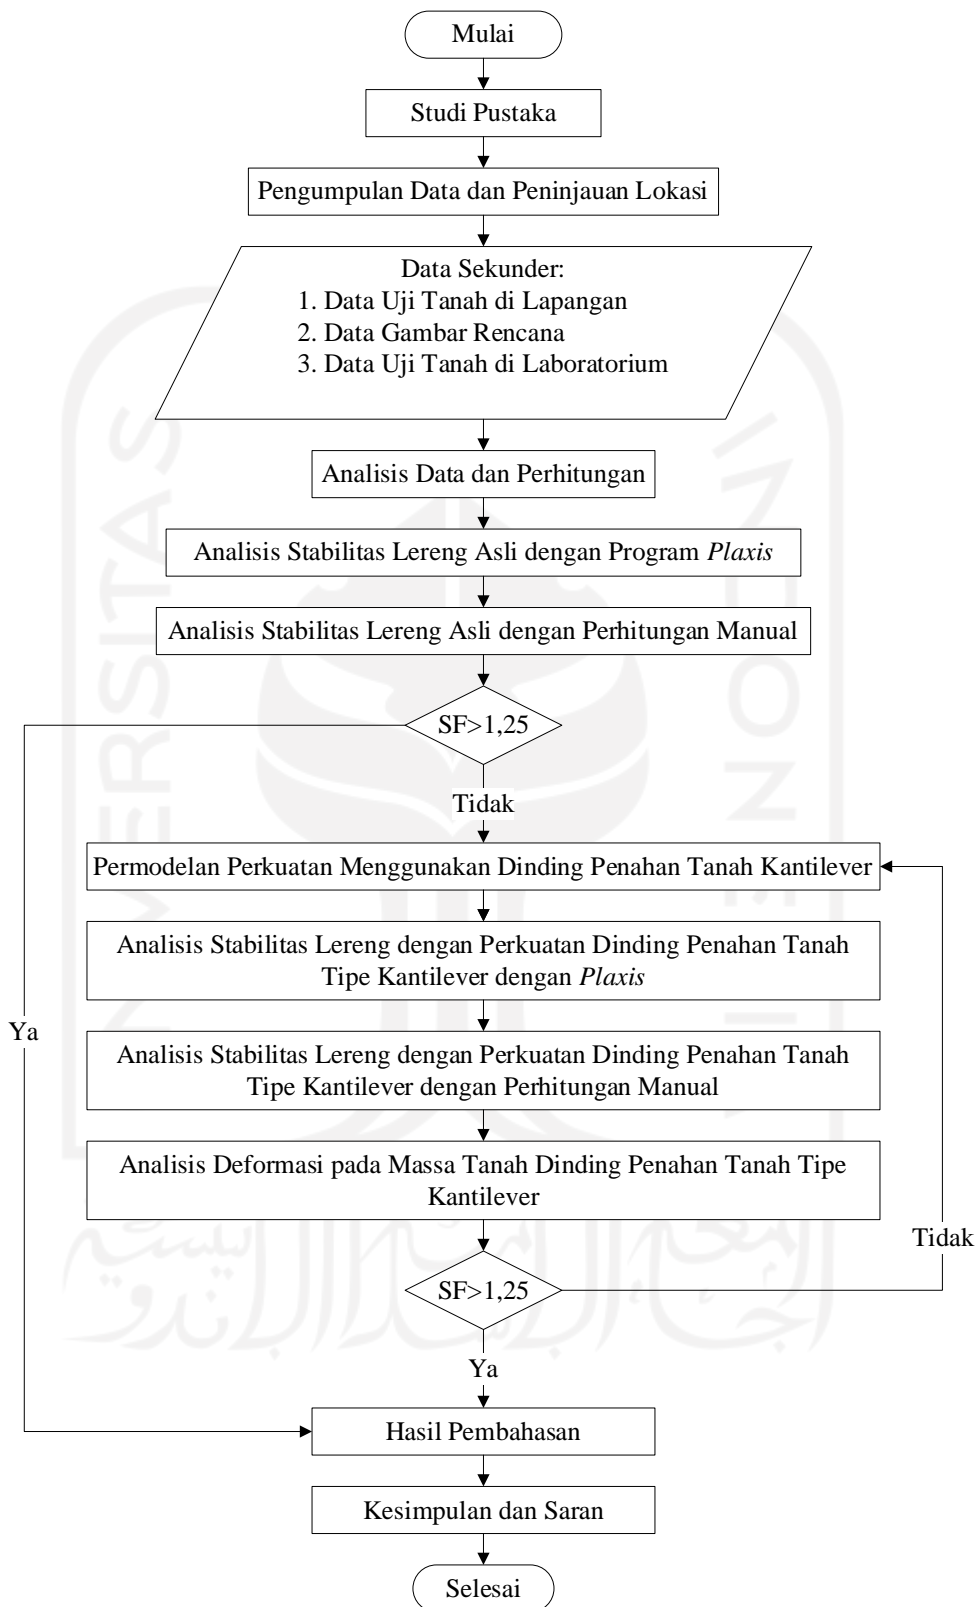 Mulai
Studi Pustaka
Pengumpulan Data dan Peninjauan Lokasi
Data Sekunder:
1. Data Uji Tanah di Lapangan
2. Data Gambar Rencana
3. Data Uji Tanah di Laboratorium
Analisis Data dan Perhitungan
Analisis Stabilitas Lereng Asli dengan Program Plaxis
Analisis Stabilitas Lereng Asli dengan Perhitungan Manual
SF>1,25
Tidak
Permodelan Perkuatan Menggunakan Dinding Penahan Tanah Kantilever
Analisis Stabilitas Lereng dengan Perkuatan Dinding Penahan Tanah
Tipe Kantilever dengan Plaxis
Ya
Analisis Stabilitas Lereng dengan Perkuatan Dinding Penahan Tanah
Tipe Kantilever dengan Perhitungan Manual
Analisis Deformasi pada Massa Tanah Dinding Penahan Tanah Tipe
Kantilever
Tidak
SF>1,25
Ya
Hasil Pembahasan
Kesimpulan dan Saran
Selesai